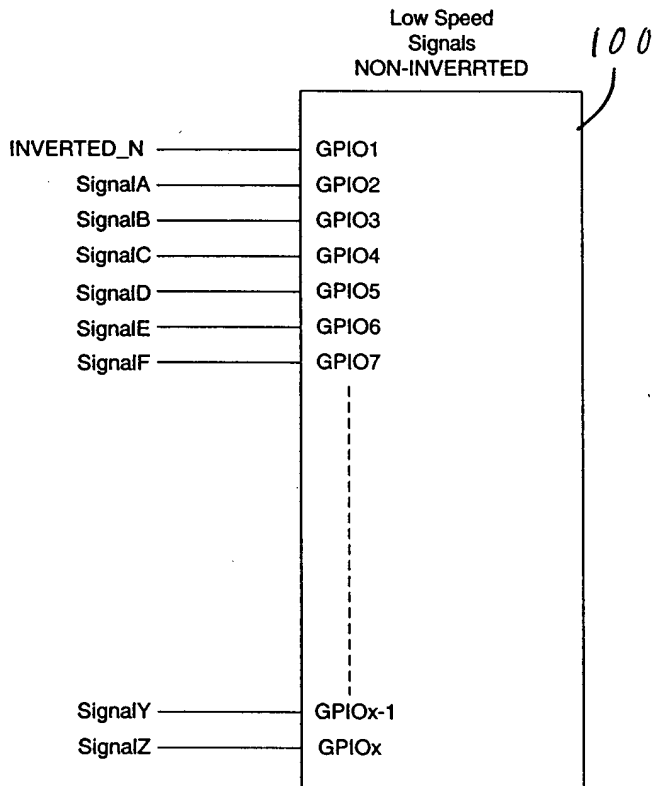 Low Speed
Signals
NON-INVERRTED
100
INVERTED_N GPIO1
SignalA GPIO2
SignalB GPIO3
SignalC GPIO4
SignalD GPIO5
SignalE GPIO6
SignalF GPIO7
SignalY GPIOx-1
SignalZ GPIOx